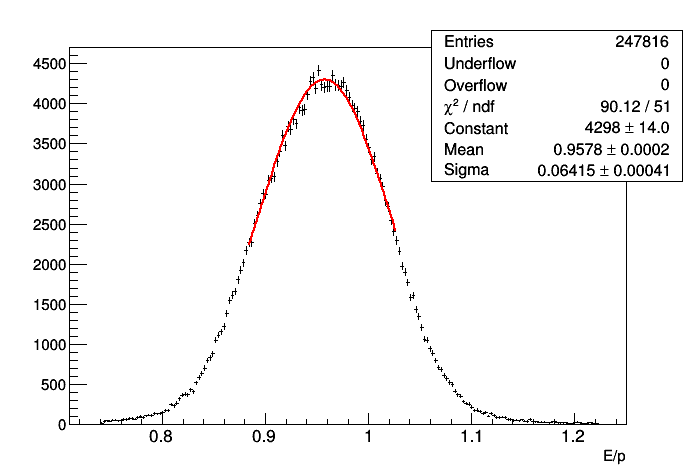 Entries 247816
Underflow 0
Overflow 0
χ² / ndf 90.12 / 51
Constant 4298 ± 14.0
Mean 0.9578 ± 0.0002
Sigma 0.06415 ± 0.00041
4500
4000
3500
3000
2500
2000
1500
1000
500
0
0.8 0.9 1 1.1 1.2
E/p